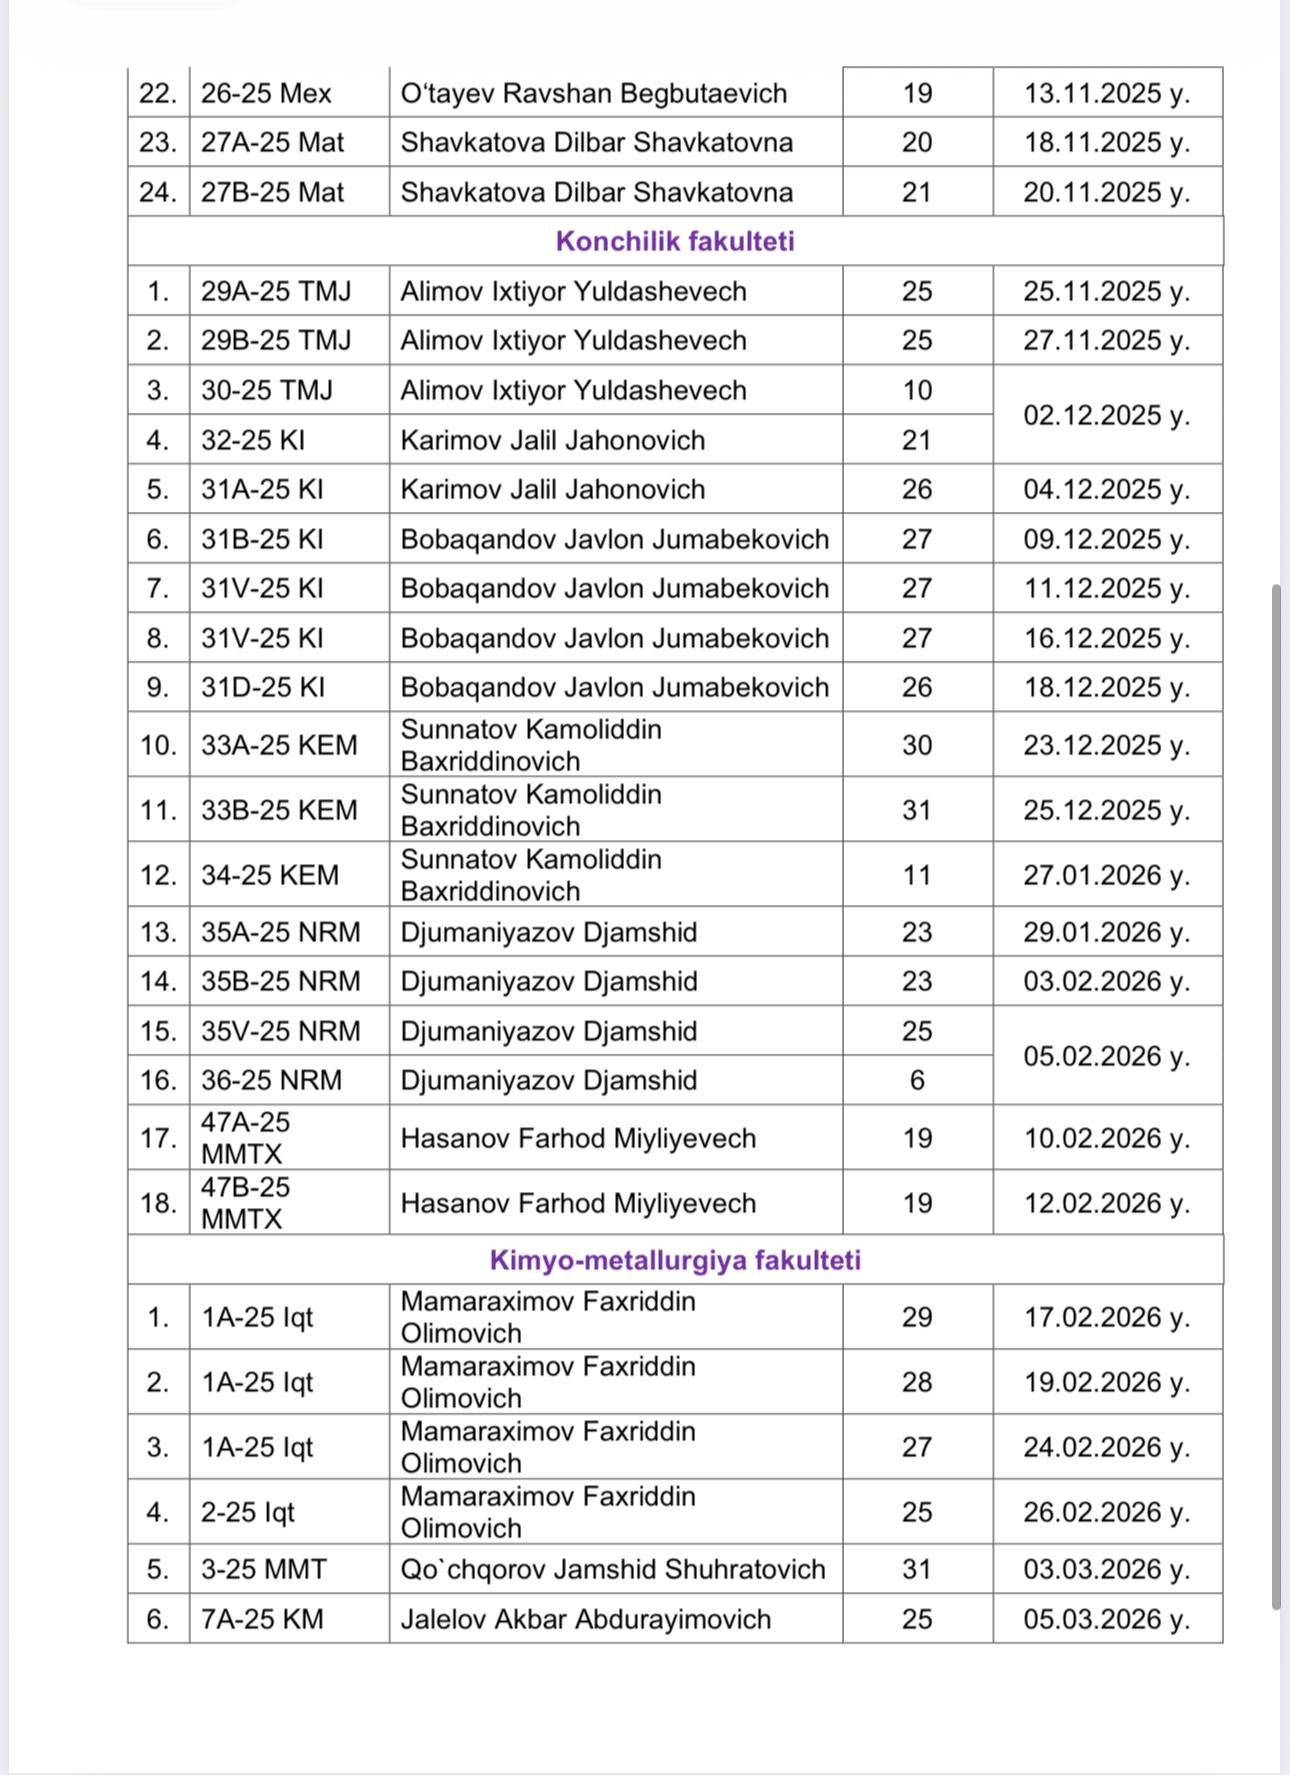 22. 26-25 Mex O‘tayev Ravshan Begbutaevich 19 13.11.2025 y.
23. 27A-25 Mat Shavkatova Dilbar Shavkatovna 20 18.11.2025 y.
24. 27B-25 Mat Shavkatova Dilbar Shavkatovna 21 20.11.2025 y.
Konchilik fakulteti
1. 29A-25 TMJ Alimov Ixtiyor Yuldashevech 25 25.11.2025 y.
2. 29B-25 TMJ Alimov Ixtiyor Yuldashevech 25 27.11.2025 y.
3. 30-25 TMJ Alimov Ixtiyor Yuldashevech 10
02.12.2025 y.
4. 32-25 KI Karimov Jalil Jahonovich 21
5. 31A-25 KI Karimov Jalil Jahonovich 26 04.12.2025 y.
6. 31B-25 KI Bobaqandov Javlon Jumabekovich 27 09.12.2025 y.
7. 31V-25 KI Bobaqandov Javlon Jumabekovich 27 11.12.2025 y.
8. 31V-25 KI Bobaqandov Javlon Jumabekovich 27 16.12.2025 y.
9. 31D-25 KI Bobaqandov Javlon Jumabekovich 26 18.12.2025 y.
10. 33A-25 KEM Sunnatov Kamoliddin
Baxriddinovich 30 23.12.2025 y.
11. 33B-25 KEM Sunnatov Kamoliddin
Baxriddinovich 31 25.12.2025 y.
12. 34-25 KEM Sunnatov Kamoliddin
Baxriddinovich 11 27.01.2026 y.
13. 35A-25 NRM Djumaniyazov Djamshid 23 29.01.2026 y.
14. 35B-25 NRM Djumaniyazov Djamshid 23 03.02.2026 y.
15. 35V-25 NRM Djumaniyazov Djamshid 25
05.02.2026 y.
16. 36-25 NRM Djumaniyazov Djamshid 6
17. 47A-25
MMTX Hasanov Farhod Miyliyevech 19 10.02.2026 y.
18. 47B-25
MMTX Hasanov Farhod Miyliyevech 19 12.02.2026 y.
Kimyo-metallurgiya fakulteti
1. 1A-25 Iqt Mamaraximov Faxriddin
Olimovich 29 17.02.2026 y.
2. 1A-25 Iqt Mamaraximov Faxriddin
Olimovich 28 19.02.2026 y.
3. 1A-25 Iqt Mamaraximov Faxriddin
Olimovich 27 24.02.2026 y.
4. 2-25 Iqt Mamaraximov Faxriddin
Olimovich 25 26.02.2026 y.
5. 3-25 MMT Qo`chqorov Jamshid Shuhratovich 31 03.03.2026 y.
6. 7A-25 KM Jalelov Akbar Abdurayimovich 25 05.03.2026 y.